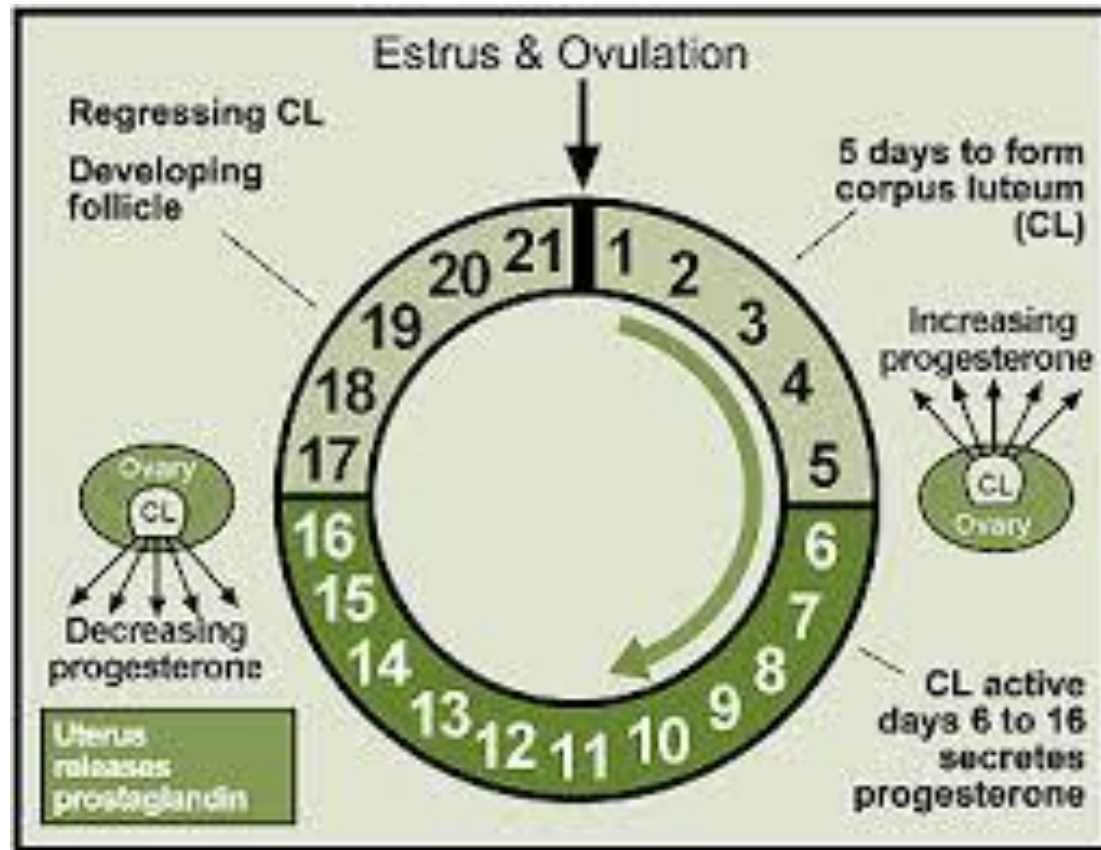 Estrus & Ovulation
Regressing CL
Developing
follicle
5 days to form
corpus luteum
(CL)
Increasing
progesterone
CL
Ovary
1
2
3
4
5
6
7
8
9
10
11
12
13
14
15
16
17
18
19
20
21
Ovary
CL
Decreasing
progesterone
Uterus
releases
prostaglandin
CL active
days 6 to 16
secretes
progesterone